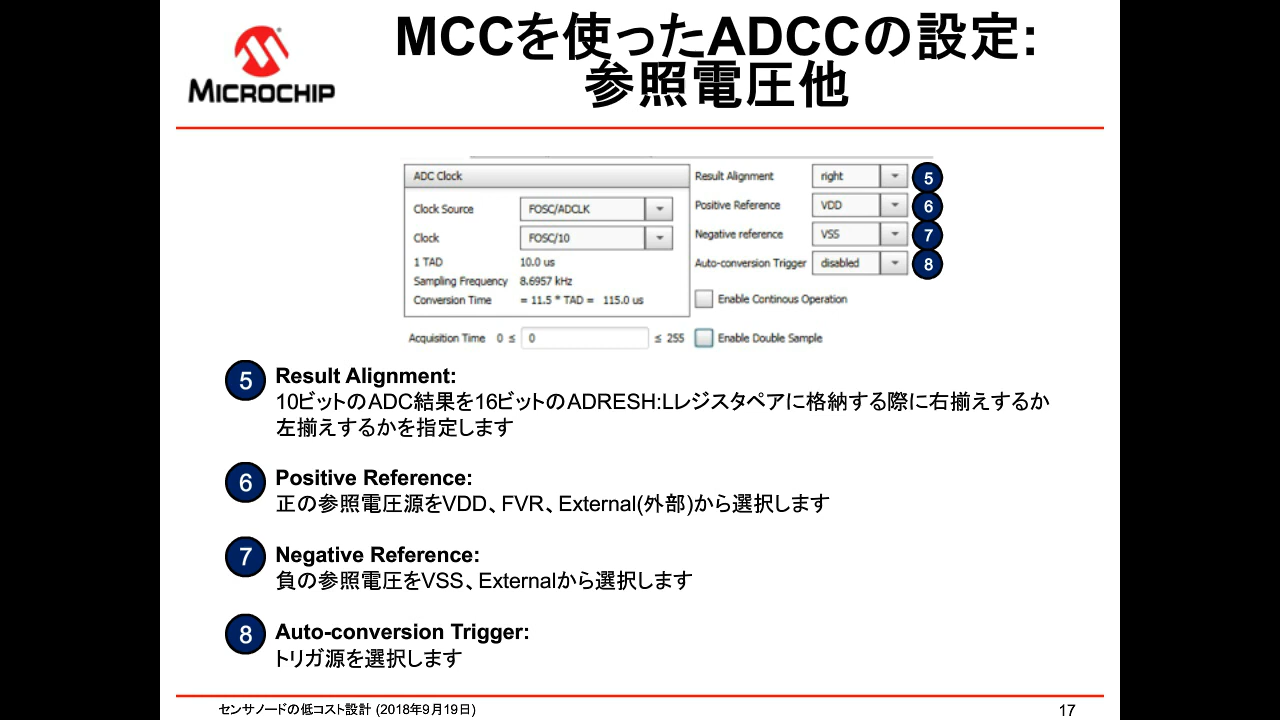 MCCを使ったADCCの設定:
参照電圧他
MICROCHIP
ADC Clock
Clock Source FOSC/ADCLK
Clock FOSC/10
1 TAD 10.0 us
Sampling Frequency 8.6957 kHz
Conversion Time = 11.5 * TAD = 115.0 us
Acquisition Time 0 ≤ 0 ≤ 255
Result Alignment right 5
Positive Reference VDD 6
Negative reference VSS 7
Auto-conversion Trigger disabled 8
Enable Continous Operation
Enable Double Sample
5 Result Alignment:
10ビットのADC結果を16ビットのADRESH:Lレジスタペアに格納する際に右揃えするか
左揃えするかを指定します
6 Positive Reference:
正の参照電圧源をVDD、FVR、External(外部)から選択します
7 Negative Reference:
負の参照電圧をVSS、Externalから選択します
8 Auto-conversion Trigger:
トリガ源を選択します
センサノードの低コスト設計 (2018年9月19日)
17